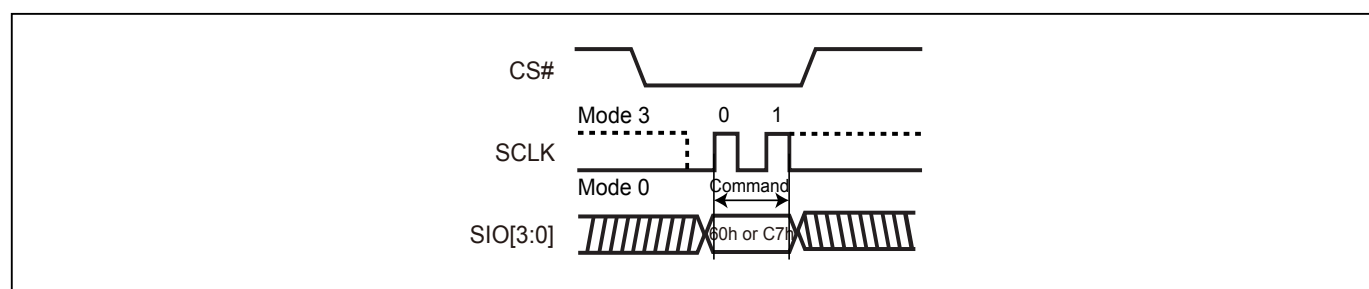 CS#
Mode 3 0 1
SCLK
Mode 0 Command
SIO[3:0] 60h or C7h